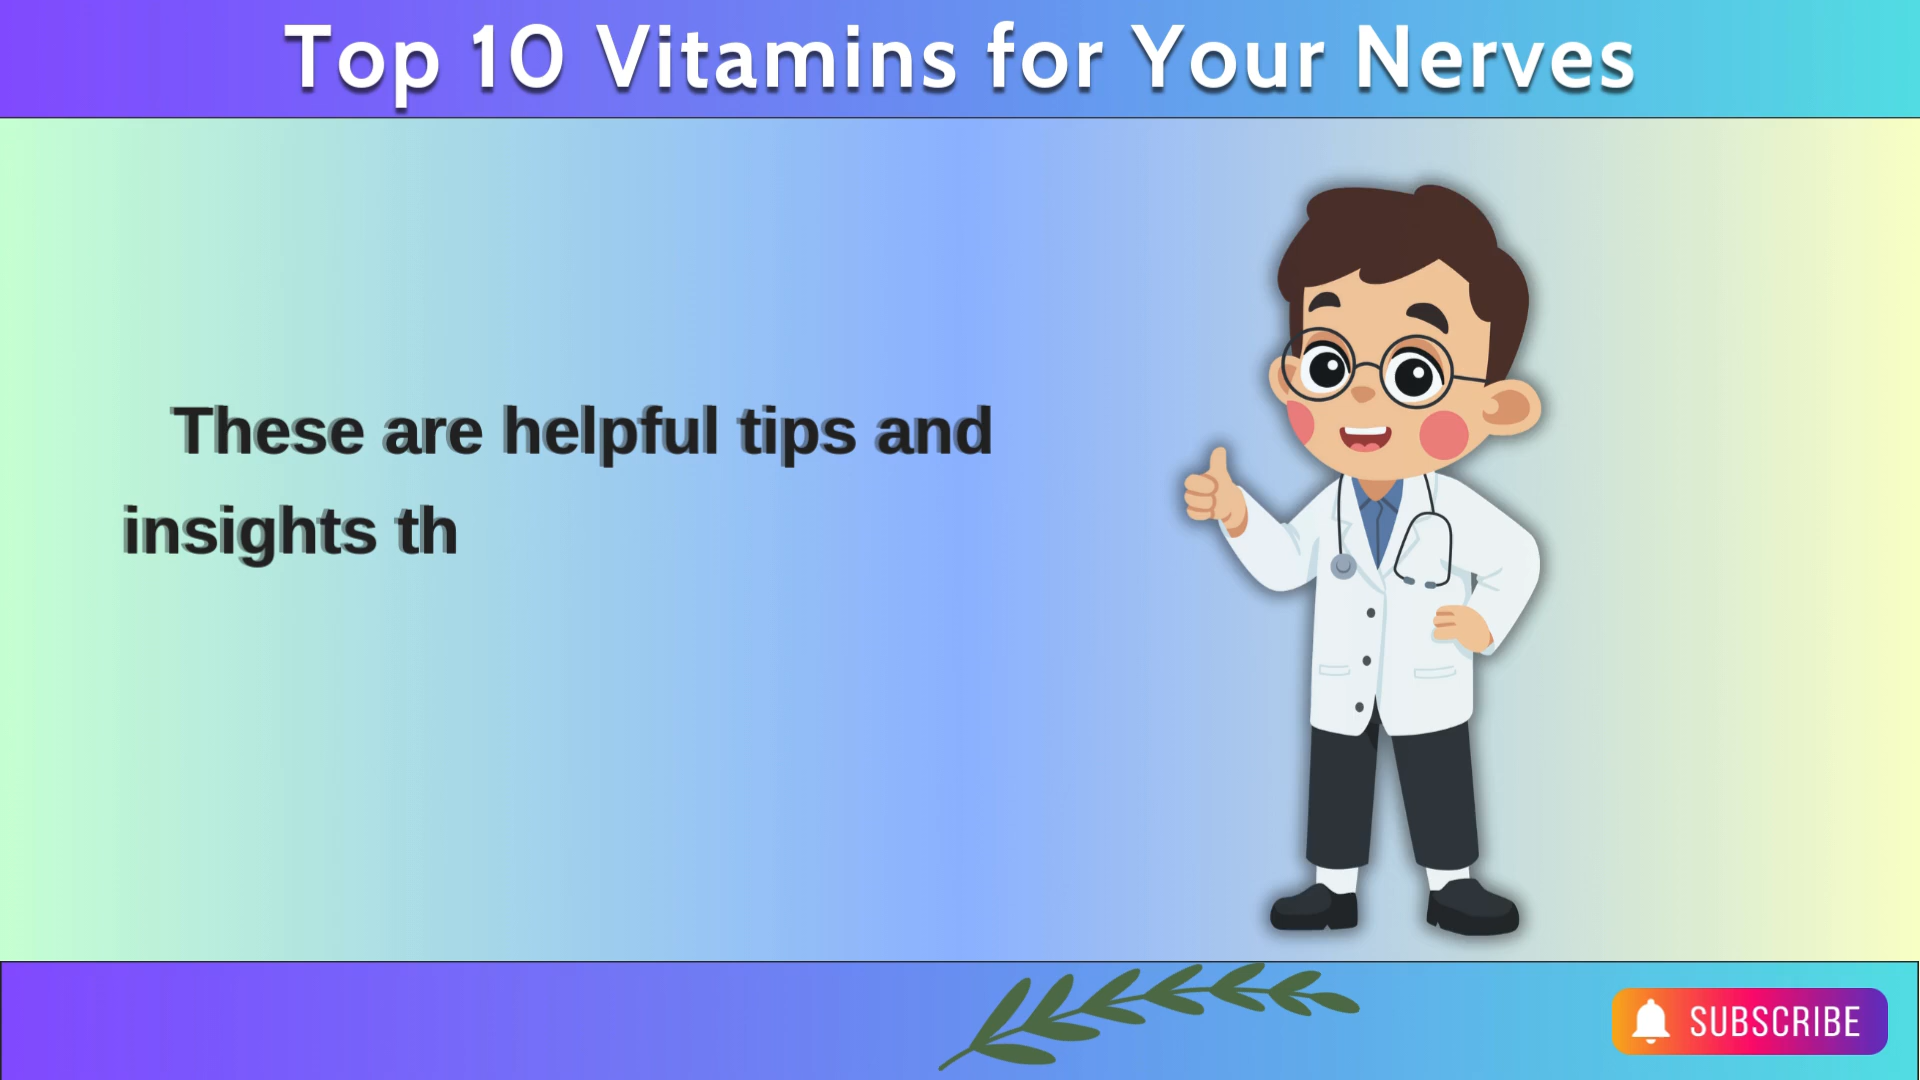 Top 10 Vitamins for Your Nerves
These are helpful tips and
insights th
SUBSCRIBE